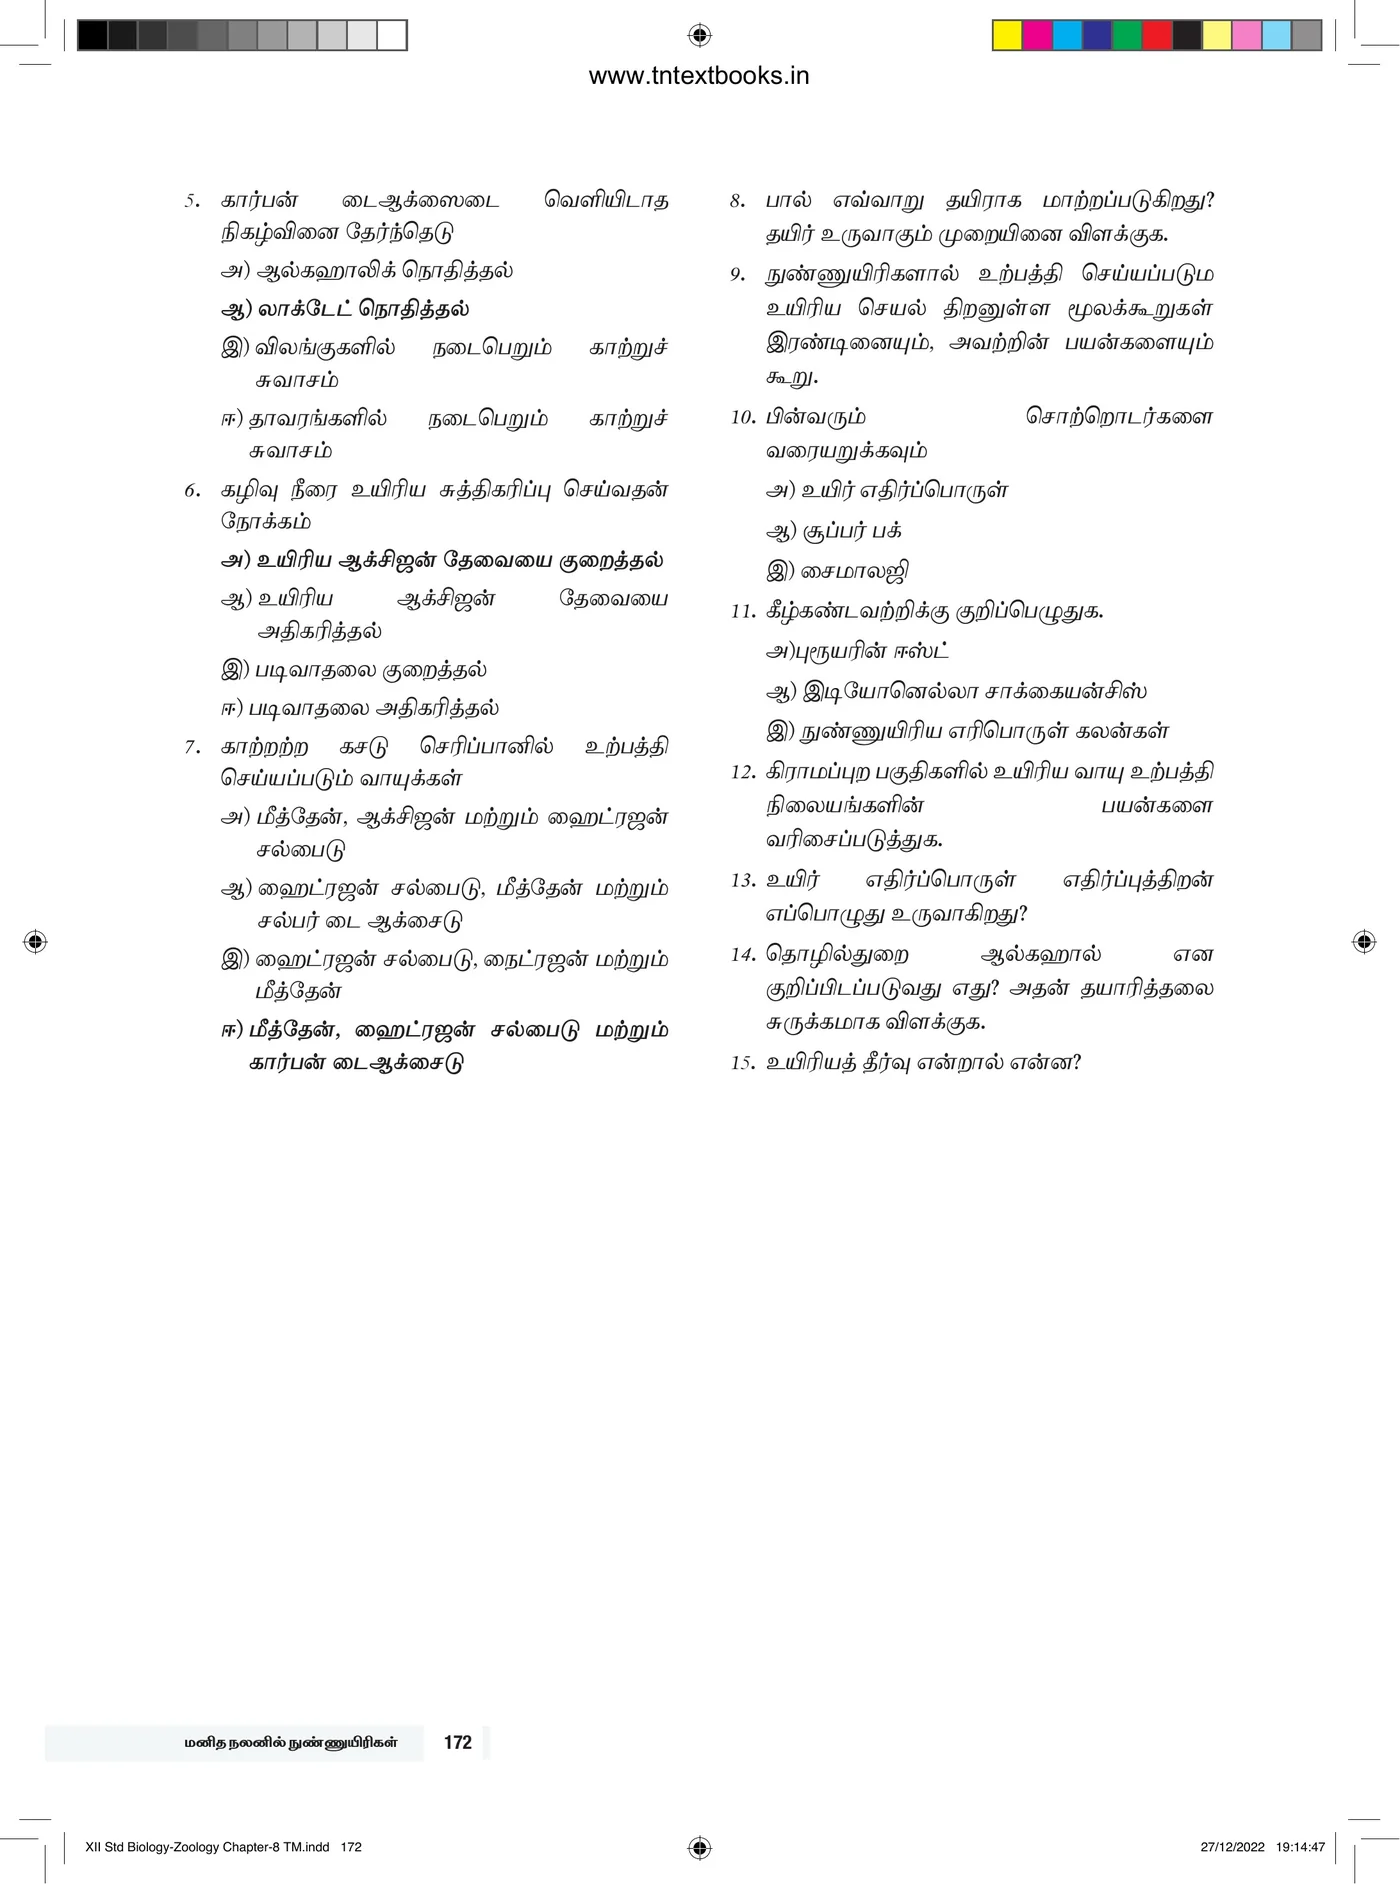 www.tntextbooks.in
5. கார்பன் டைஆக்ஸைடை வெளியிடாத
நிகழ்வினை தேர்ந்தெடு
அ) ஆல்கஹாலிக் நொதித்தல்
ஆ) லாக்டேட் நொதித்தல்
இ) விலங்குகளில் நடைபெறும் காற்றுச்
சுவாசம்
ஈ) தாவரங்களில் நடைபெறும் காற்றுச்
சுவாசம்
6. கழிவு நீரை உயிரிய சுத்திகரிப்பு செய்வதன்
நோக்கம்
அ) உயிரிய ஆக்சிஜன் தேவையை குறைத்தல்
ஆ) உயிரிய ஆக்சிஜன் தேவையை
அதிகரித்தல்
இ) படிவாதலை குறைத்தல்
ஈ) படிவாதலை அதிகரித்தல்
7. காற்றற்ற கசடு செரிப்பானில் உற்பத்தி
செய்யப்படும் வாயுக்கள்
அ) மீத்தேன், ஆக்சிஜன் மற்றும் ஹைட்ரஜன்
சல்பைடு
ஆ) ஹைட்ரஜன் சல்பைடு, மீத்தேன் மற்றும்
சல்பர் டை ஆக்சைடு
இ) ஹைட்ரஜன் சல்பைடு, நைட்ரஜன் மற்றும்
மீத்தேன்
ஈ) மீத்தேன், ஹைட்ரஜன் சல்பைடு மற்றும்
கார்பன் டைஆக்சைடு
8. பால் எவ்வாறு தயிராக மாற்றப்படுகிறது?
தயிர் உருவாகும் முறையினை விளக்குக.
9. நுண்ணுயிரிகளால் உற்பத்தி செய்யப்படும
உயிரிய செயல் திறனுள்ள மூலக்கூறுகள்
இரண்டினையும், அவற்றின் பயன்களையும்
கூறு.
10. பின்வரும் சொற்றொடர்களை
வரையறுக்கவும்
அ) உயிர் எதிர்ப்பொருள்
ஆ) சூப்பர் பக்
இ) சைமாலஜி
11. கீழ்கண்டவற்றிக்கு குறிப்பெழுதுக.
அ)புரூயரின் ஈஸ்ட்
ஆ) இடியோனெல்லா சாக்கையன்சிஸ்
இ) நுண்ணுயிரிய எரிபொருள் கலன்கள்
12. கிராமப்புற பகுதிகளில் உயிரிய வாயு உற்பத்தி
நிலையங்களின் பயன்களை
வரிசைப்படுத்துக.
13. உயிர் எதிர்ப்பொருள் எதிர்ப்புத்திறன்
எப்பொழுது உருவாகிறது?
14. தொழில்துறை ஆல்கஹால் என
குறிப்பிடப்படுவது எது? அதன் தயாரித்தலை
சுருக்கமாக விளக்குக.
15. உயிரியத் தீர்வு என்றால் என்ன?
மனித நலனில் நுண்ணுயிரிகள் 172
XII Std Biology-Zoology Chapter-8 TM.indd 172 27/12/2022 19:14:47